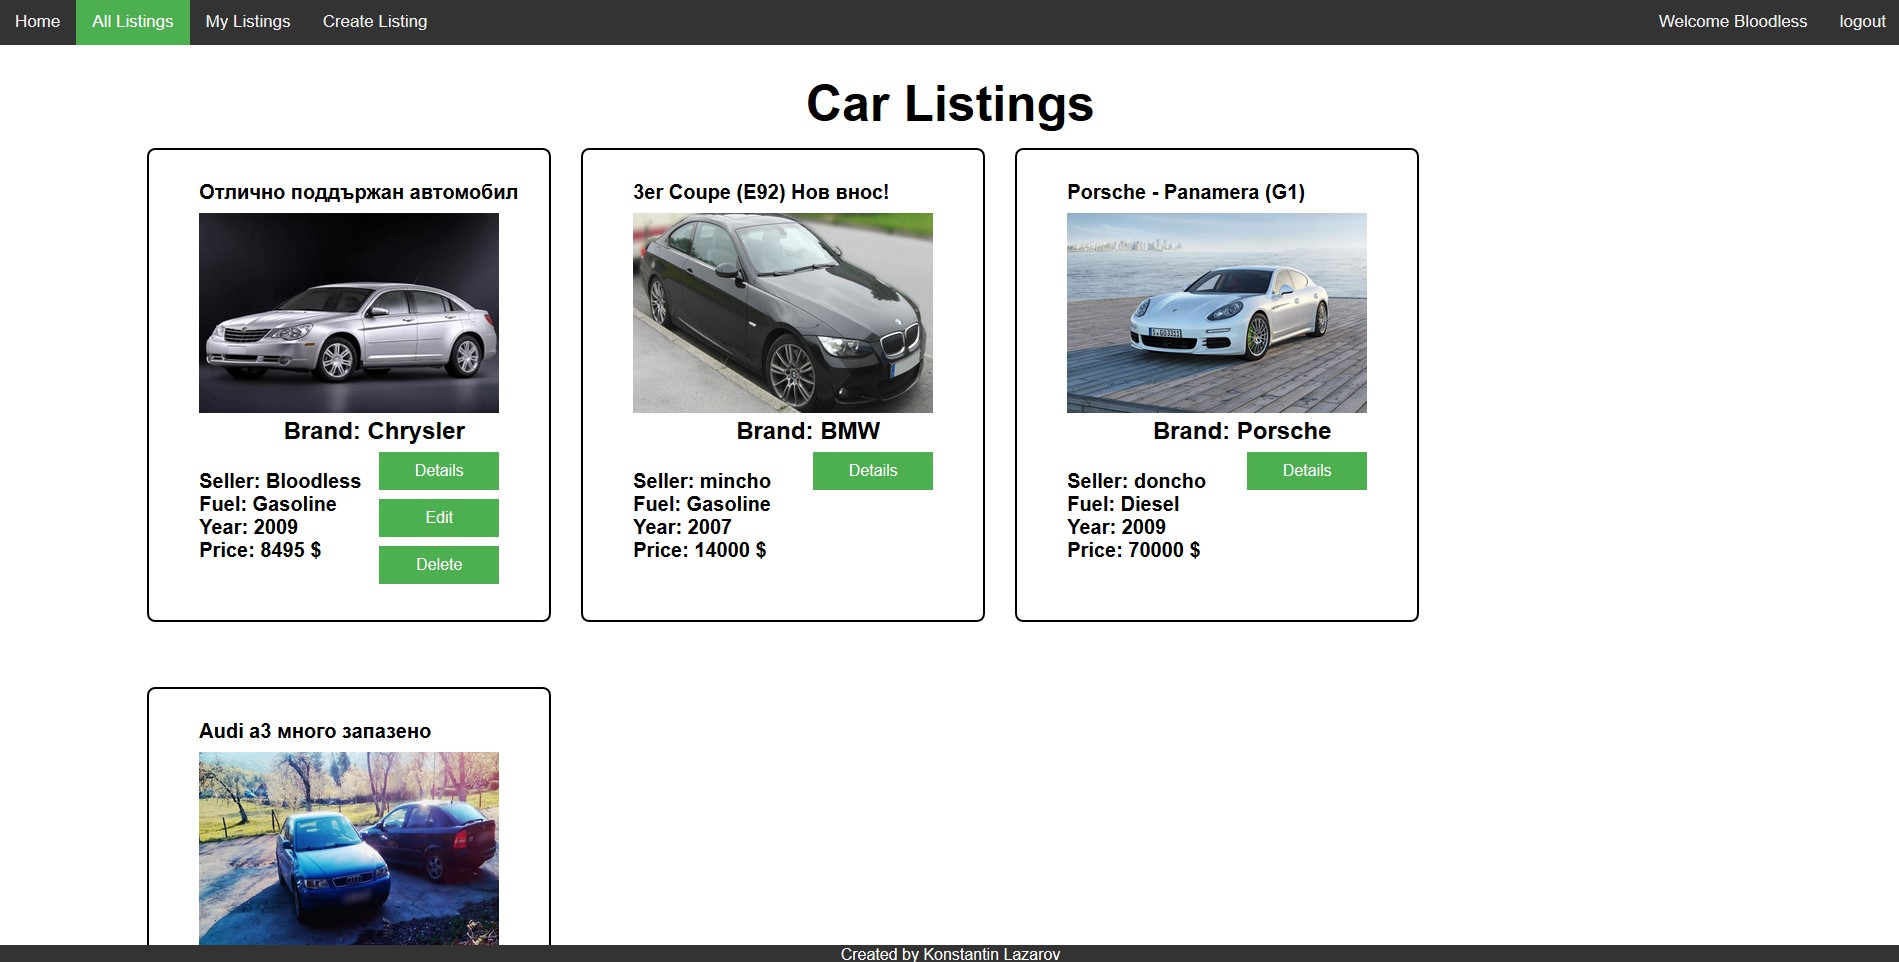 Home All Listings My Listings Create Listing Welcome Bloodless logout
Car Listings
Отлично поддържан автомобил
Brand: Chrysler
Seller: Bloodless
Fuel: Gasoline
Year: 2009
Price: 8495 $
Details
Edit
Delete
3er Coupe (E92) Нов внос!
Brand: BMW
Seller: mincho
Fuel: Gasoline
Year: 2007
Price: 14000 $
Details
Porsche - Panamera (G1)
Brand: Porsche
Seller: doncho
Fuel: Diesel
Year: 2009
Price: 70000 $
Details
Audi a3 много запазено
Created by Konstantin Lazarov